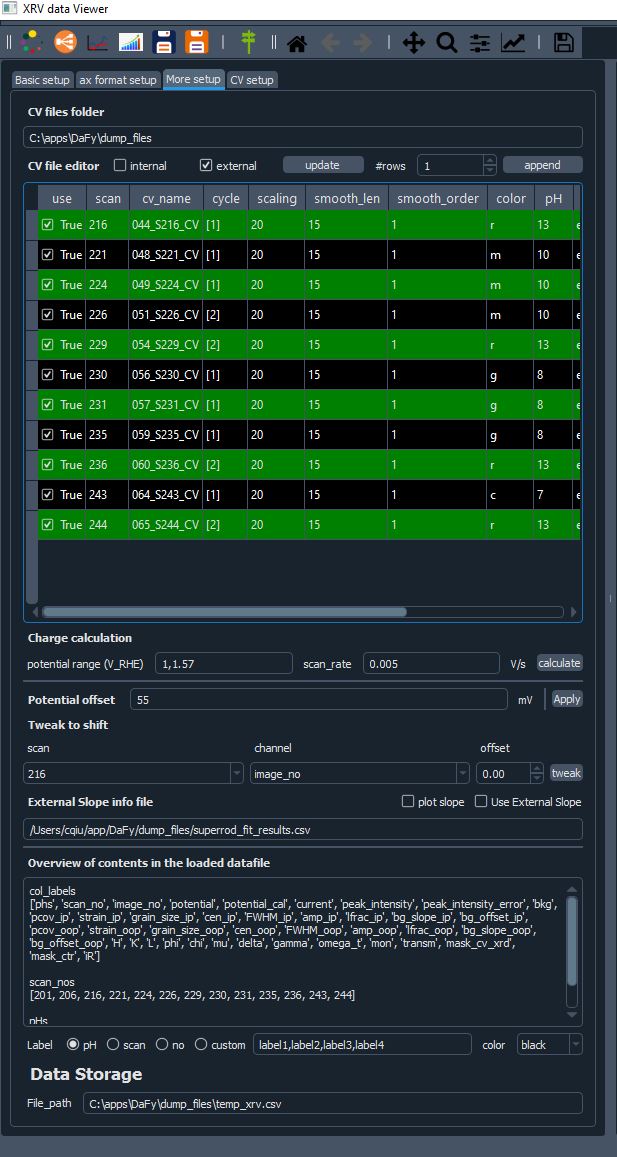 XRV data Viewer
Basic setup ax format setup More setup CV setup
CV files folder
C:\apps\DaFy\dump_files
CV file editor internal external update #rows 1 append
use scan cv_name cycle scaling smooth_len smooth_order color pH
True 216 044_S216_CV [1] 20 15 1 r 13 e
True 221 048_S221_CV [1] 20 15 1 m 10 e
True 224 049_S224_CV [1] 20 15 1 m 10 e
True 226 051_S226_CV [2] 20 15 1 m 10 e
True 229 054_S229_CV [2] 20 15 1 r 13 e
True 230 056_S230_CV [1] 20 15 1 g 8 e
True 231 057_S231_CV [1] 20 15 1 g 8 e
True 235 059_S235_CV [1] 20 15 1 g 8 e
True 236 060_S236_CV [2] 20 15 1 r 13 e
True 243 064_S243_CV [1] 20 15 1 c 7 e
True 244 065_S244_CV [2] 20 15 1 r 13 e
Charge calculation
potential range (V_RHE) 1,1.57 scan_rate 0.005 V/s calculate
Potential offset 55 mV Apply
Tweak to shift
scan channel offset
216 image_no 0.00 tweak
External Slope info file plot slope Use External Slope
/Users/cqiu/app/DaFy/dump_files/superrod_fit_results.csv
Overview of contents in the loaded datafile
col_labels
['phs', 'scan_no', 'image_no', 'potential', 'potential_cal', 'current', 'peak_intensity', 'peak_intensity_error', 'bkg',
'pcov_ip', 'strain_ip', 'grain_size_ip', 'cen_ip', 'FWHM_ip', 'amp_ip', 'lfrac_ip', 'bg_slope_ip', 'bg_offset_ip',
'pcov_oop', 'strain_oop', 'grain_size_oop', 'cen_oop', 'FWHM_oop', 'amp_oop', 'lfrac_oop', 'bg_slope_oop',
'bg_offset_oop', 'H', 'K', 'L', 'phi', 'chi', 'mu', 'delta', 'gamma', 'omega_t', 'mon', 'transm', 'mask_cv_xrd',
'mask_ctr', 'iR']
scan_nos
[201, 206, 216, 221, 224, 226, 229, 230, 231, 235, 236, 243, 244]
pHs
Label pH scan no custom label1,label2,label3,label4 color black
Data Storage
File_path C:\apps\DaFy\dump_files\temp_xrv.csv